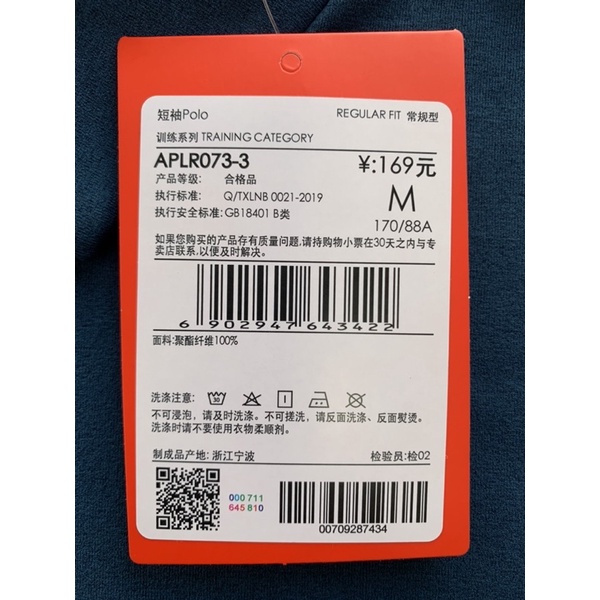 短袖Polo REGULAR FIT 常规型
训练系列 TRAINING CATEGORY
APLR073-3 ¥:169元
产品等级: 合格品
执行标准: Q/TXLNB 0021-2019 M
执行安全标准: GB18401 B类 170/88A
如果您购买的产品存有质量问题,请持购物小票在30天之内与专
卖店联系,以便及时解决。
6 902947 643422
面料:聚酯纤维100%
洗涤注意: 30
不可浸泡，请及时洗涤。不可搓洗，请反面洗涤、反面熨烫。
洗涤时请不要使用衣物柔顺剂。
制成品产地: 浙江宁波 检验员:检02
000 711
645 810
00709287434